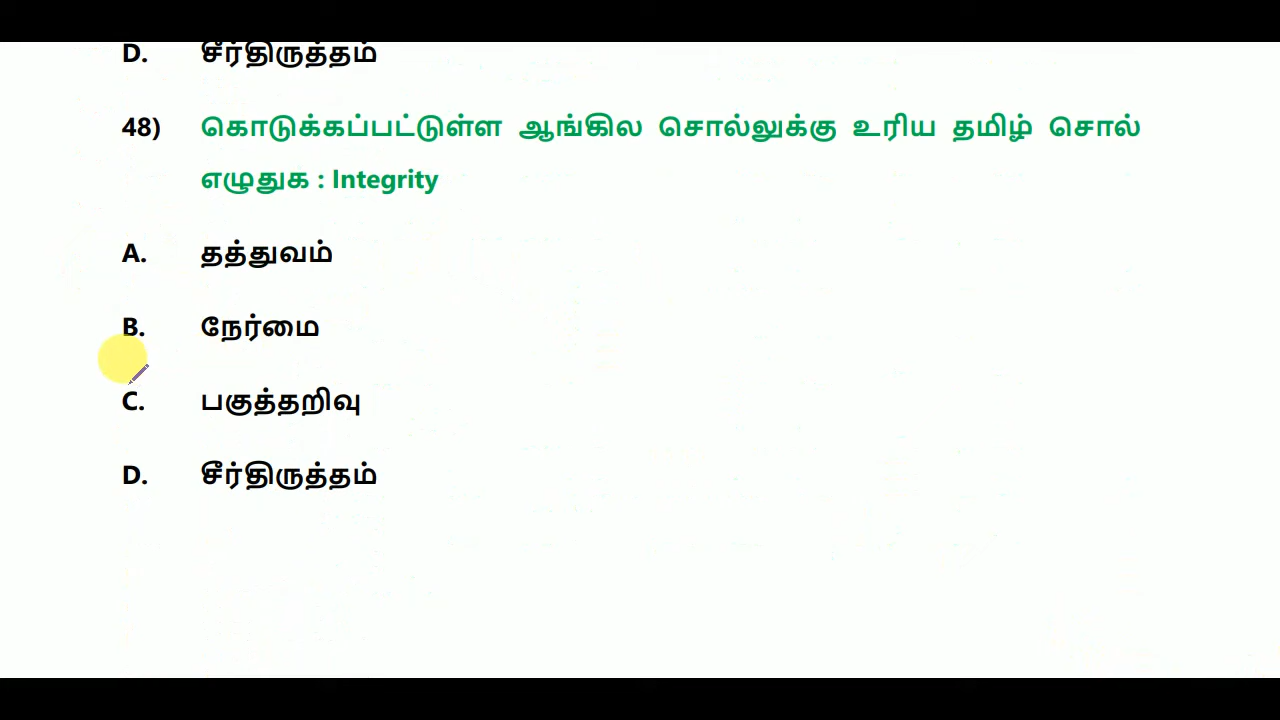 D. சீர்திருத்தம்
48) கொடுக்கப்பட்டுள்ள ஆங்கில சொல்லுக்கு உரிய தமிழ் சொல்
எழுதுக : Integrity
A. தத்துவம்
B. நேர்மை
C. பகுத்தறிவு
D. சீர்திருத்தம்